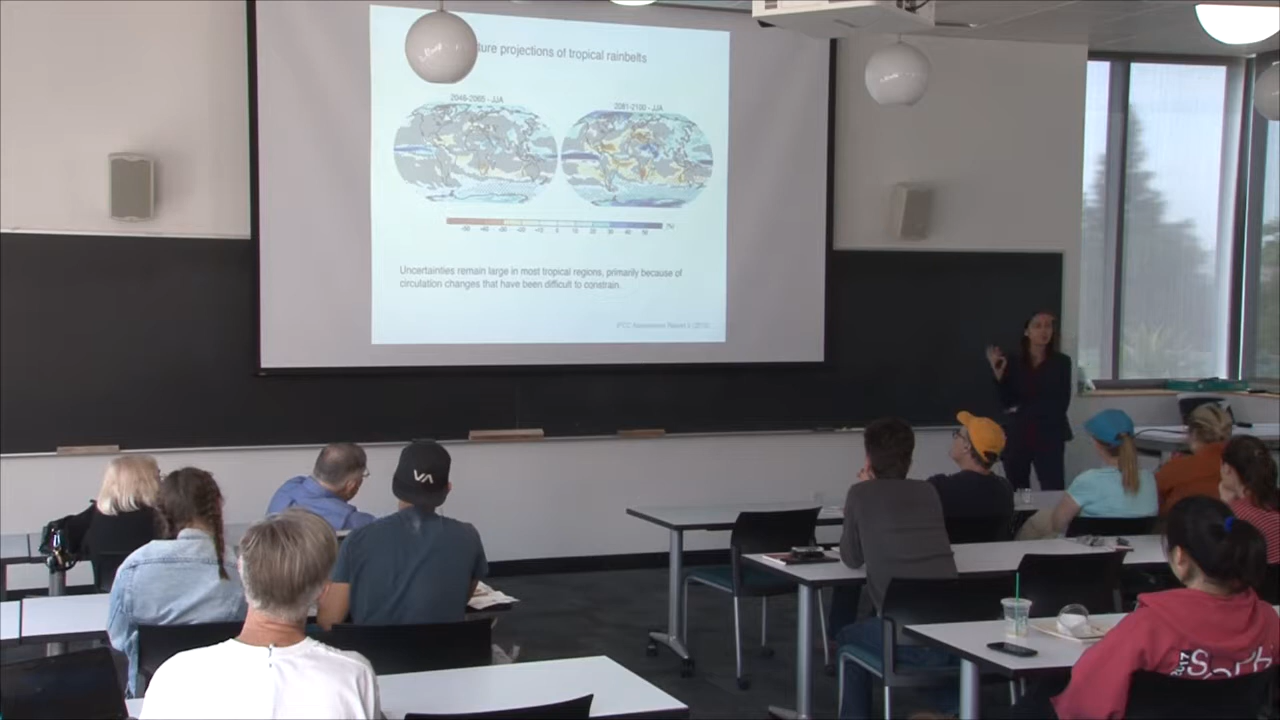 ture projections of tropical rainbelts
2046-2065 - JJA
2081-2100 - JJA
Uncertainties remain large in most tropical regions, primarily because of
circulation changes that have been difficult to constrain.
IPCC Assessment Report 5 (2013)